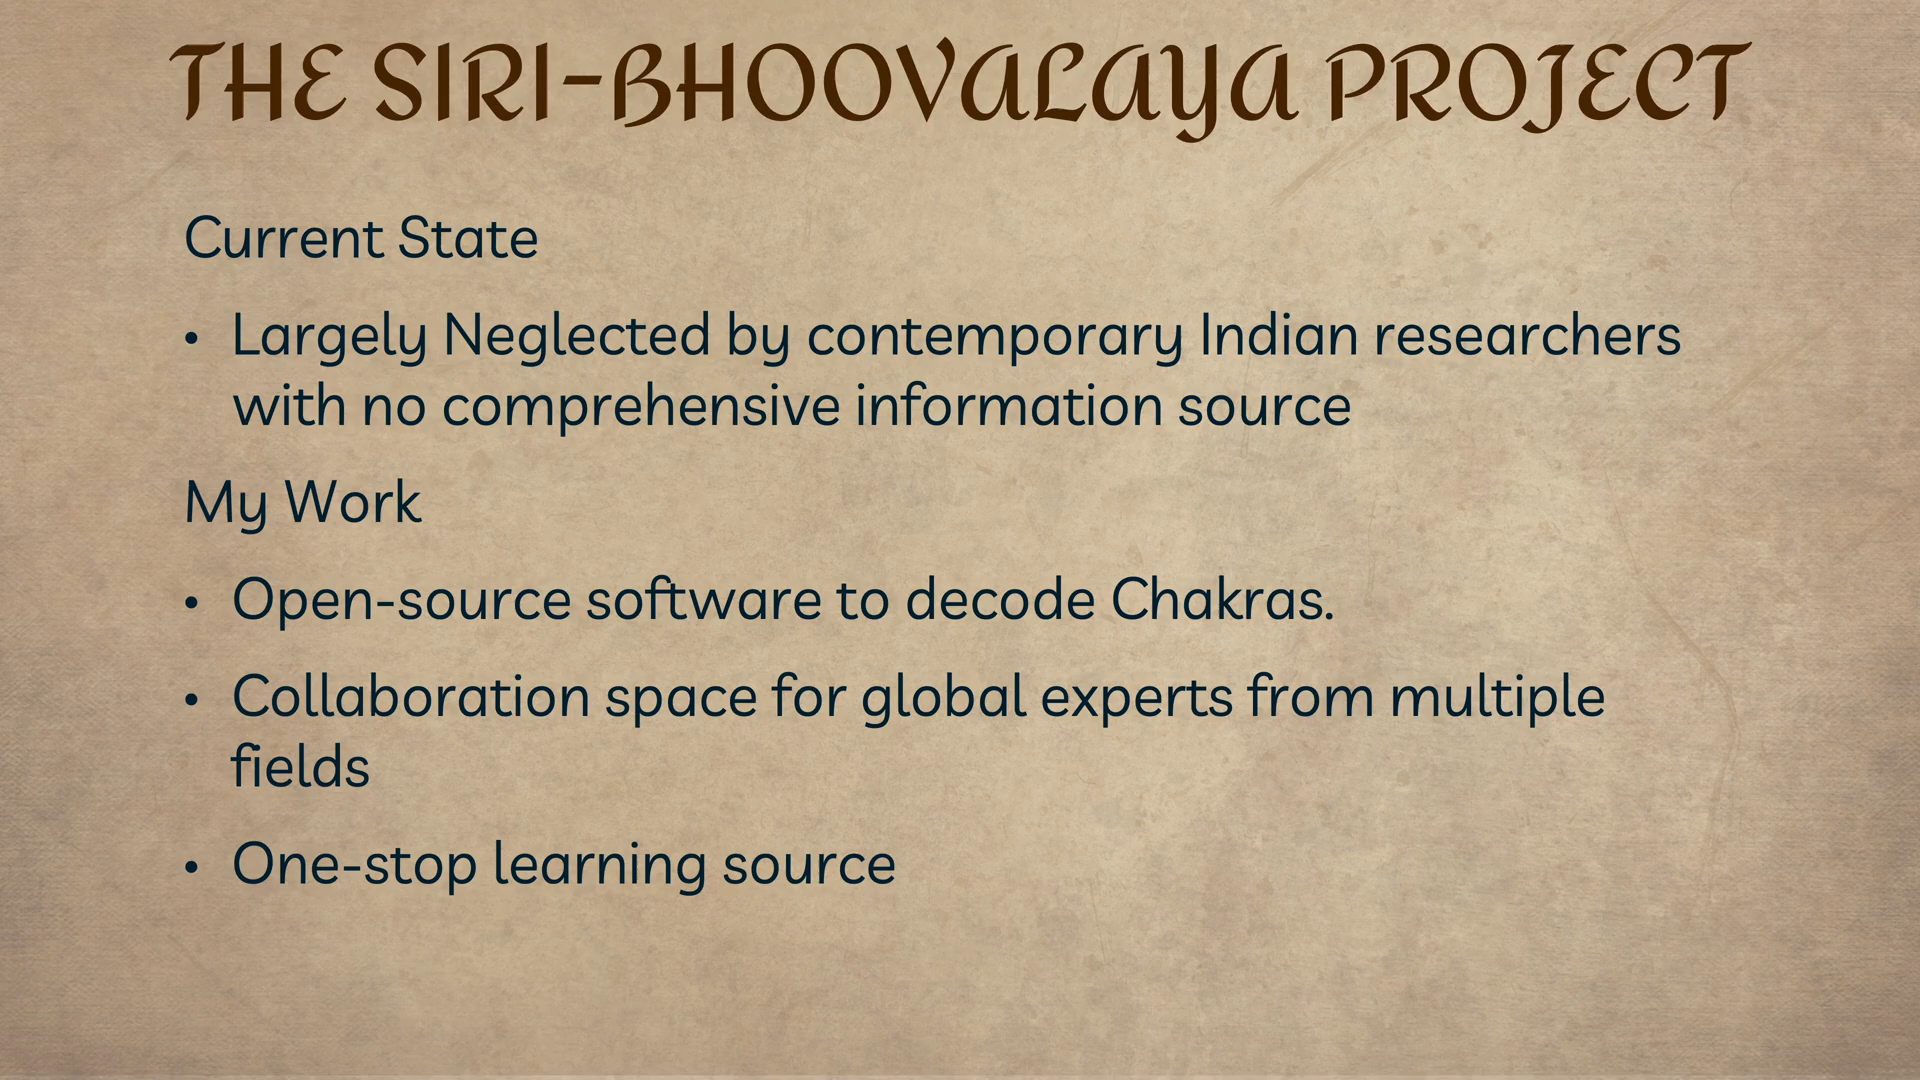 THE SIRI-BHOOVALAYA PROJECT
Current State
• Largely Neglected by contemporary Indian researchers
with no comprehensive information source
My Work
• Open-source software to decode Chakras.
• Collaboration space for global experts from multiple
fields
• One-stop learning source